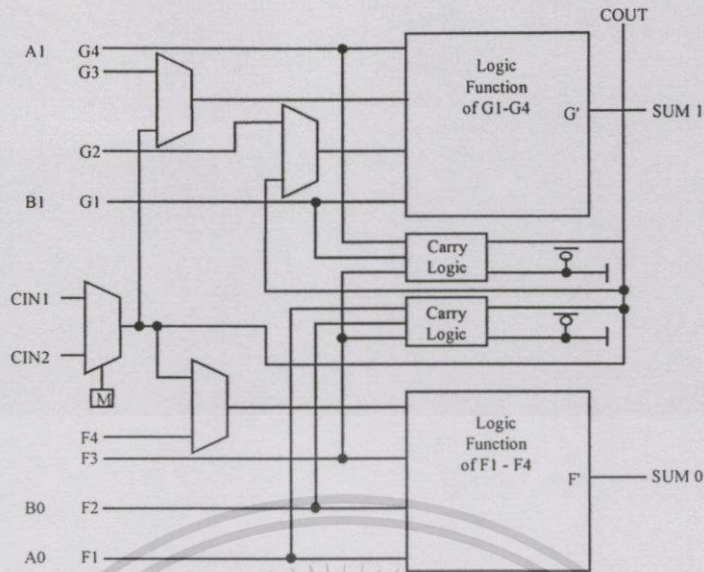 COUT
A1 G4
G3
Logic
Function
of G1-G4
G' SUM 1
G2
B1 G1
Carry
Logic
CIN1
Carry
Logic
CIN2
M
F4
Logic
Function
of F1 - F4
F3
F' SUM 0
B0 F2
A0 F1